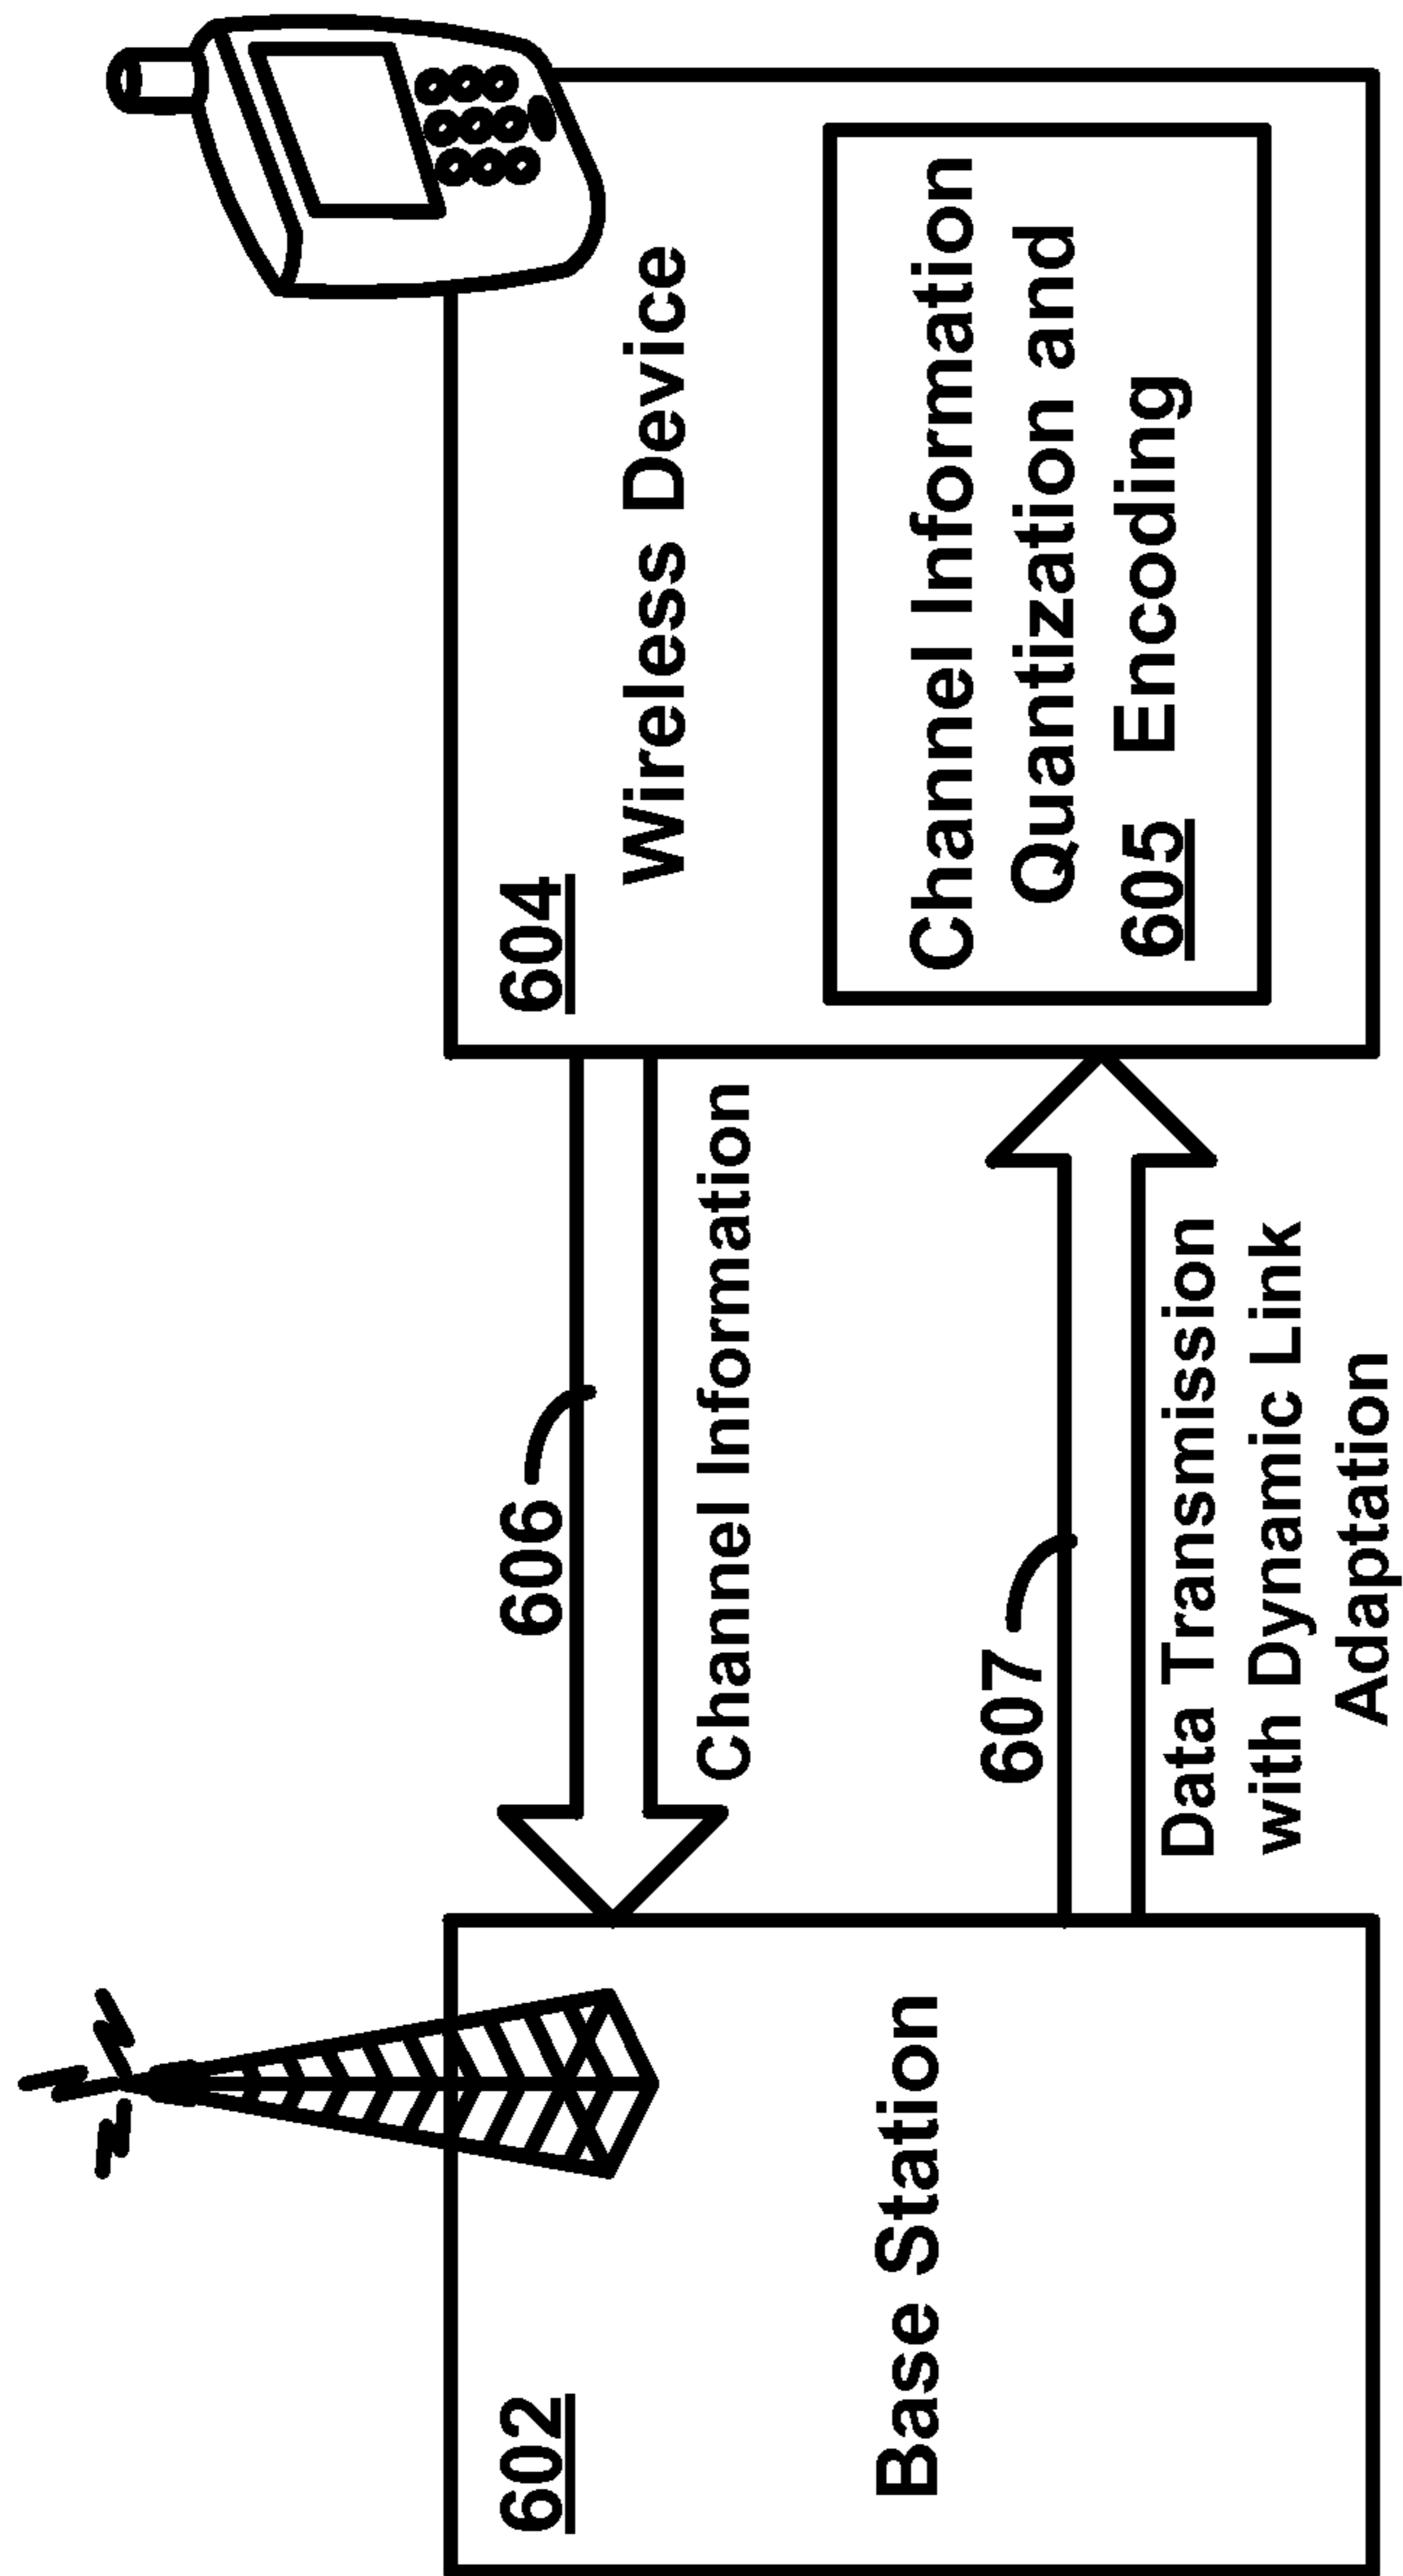 602
Base Station
606
Channel Information
607
Data Transmission
with Dynamic Link
Adaptation
604
Wireless Device
Channel Information
Quantization and
605 Encoding